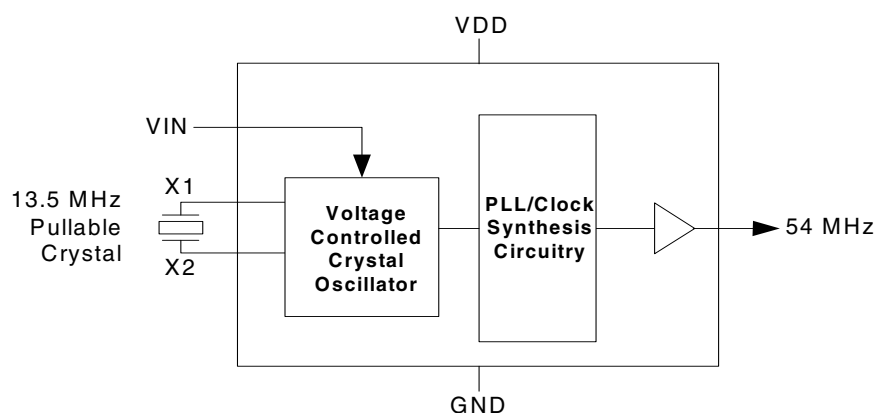 VDD
VIN
X1
13.5 MHz
Pullable
Crystal
X2
Voltage
Controlled
Crystal
Oscillator
PLL/Clock
Synthesis
Circuitry
54 MHz
GND